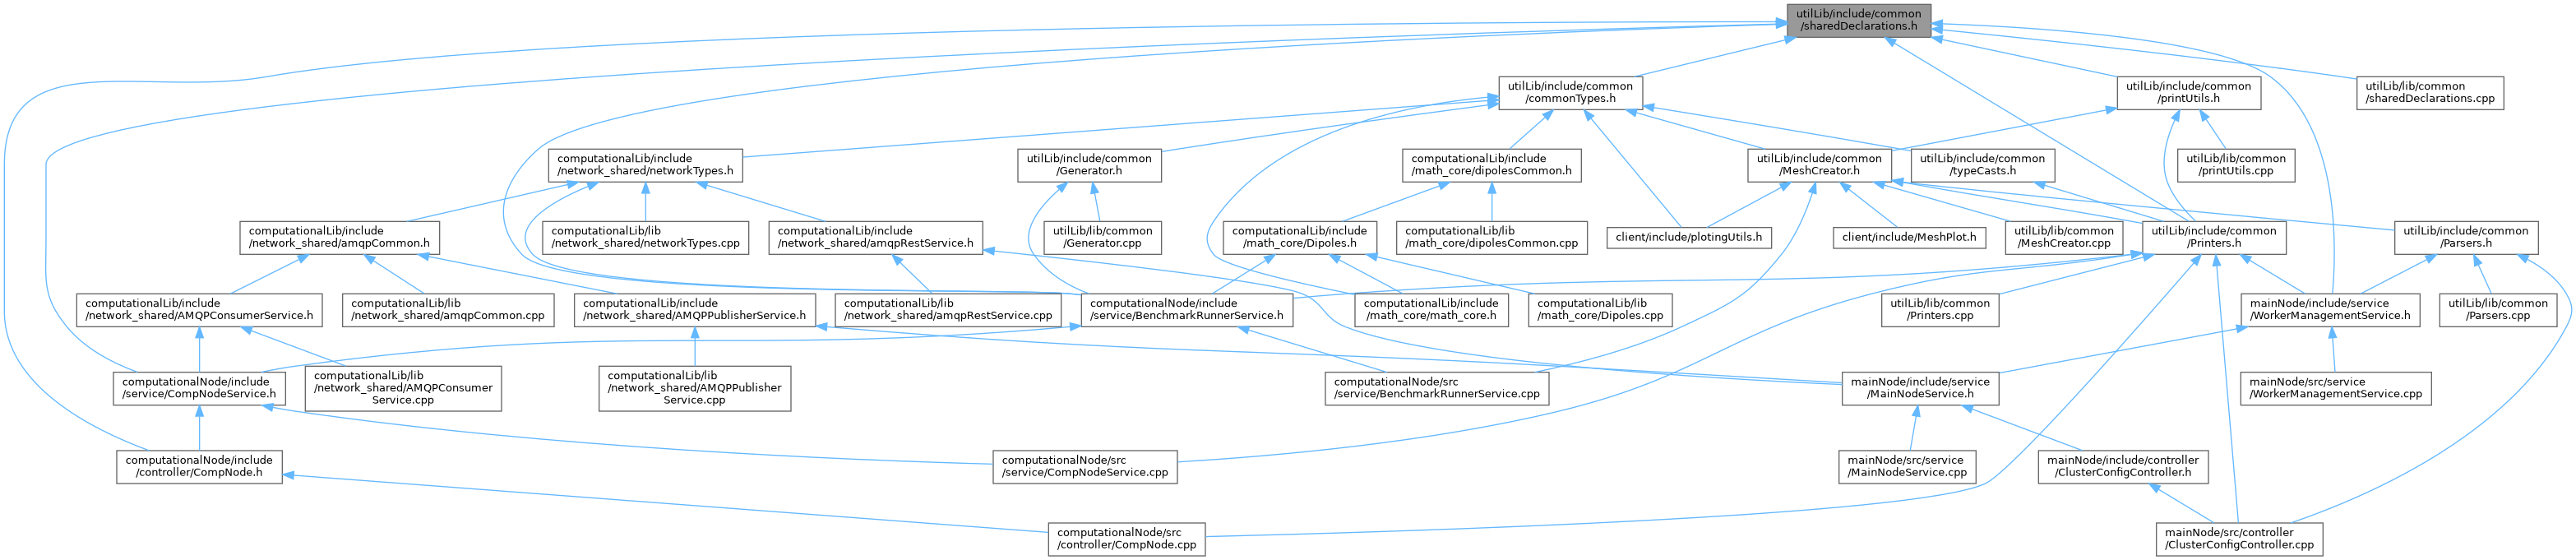 utilLib/include/common
/sharedDeclarations.h
utilLib/include/common
/commonTypes.h
utilLib/include/common
/printUtils.h
utilLib/lib/common
/sharedDeclarations.cpp
computationalLib/include
/network_shared/networkTypes.h
utilLib/include/common
/Generator.h
computationalLib/include
/math_core/dipolesCommon.h
utilLib/include/common
/MeshCreator.h
utilLib/include/common
/typeCasts.h
utilLib/lib/common
/printUtils.cpp
computationalLib/include
/network_shared/amqpCommon.h
computationalLib/lib
/network_shared/networkTypes.cpp
computationalLib/include
/network_shared/amqpRestService.h
utilLib/lib/common
/Generator.cpp
computationalLib/include
/math_core/Dipoles.h
computationalLib/lib
/math_core/dipolesCommon.cpp
client/include/plotingUtils.h
client/include/MeshPlot.h
utilLib/lib/common
/MeshCreator.cpp
utilLib/include/common
/Printers.h
utilLib/include/common
/Parsers.h
computationalLib/include
/network_shared/AMQPConsumerService.h
computationalLib/lib
/network_shared/amqpCommon.cpp
computationalLib/include
/network_shared/AMQPPublisherService.h
computationalLib/lib
/network_shared/amqpRestService.cpp
computationalNode/include
/service/BenchmarkRunnerService.h
computationalLib/include
/math_core/math_core.h
computationalLib/lib
/math_core/Dipoles.cpp
utilLib/lib/common
/Printers.cpp
mainNode/include/service
/WorkerManagementService.h
utilLib/lib/common
/Parsers.cpp
computationalNode/include
/service/CompNodeService.h
computationalLib/lib
/network_shared/AMQPConsumer
Service.cpp
computationalLib/lib
/network_shared/AMQPPublisher
Service.cpp
computationalNode/src
/service/BenchmarkRunnerService.cpp
mainNode/include/service
/MainNodeService.h
mainNode/src/service
/WorkerManagementService.cpp
computationalNode/include
/controller/CompNode.h
computationalNode/src
/service/CompNodeService.cpp
mainNode/src/service
/MainNodeService.cpp
mainNode/include/controller
/ClusterConfigController.h
computationalNode/src
/controller/CompNode.cpp
mainNode/src/controller
/ClusterConfigController.cpp